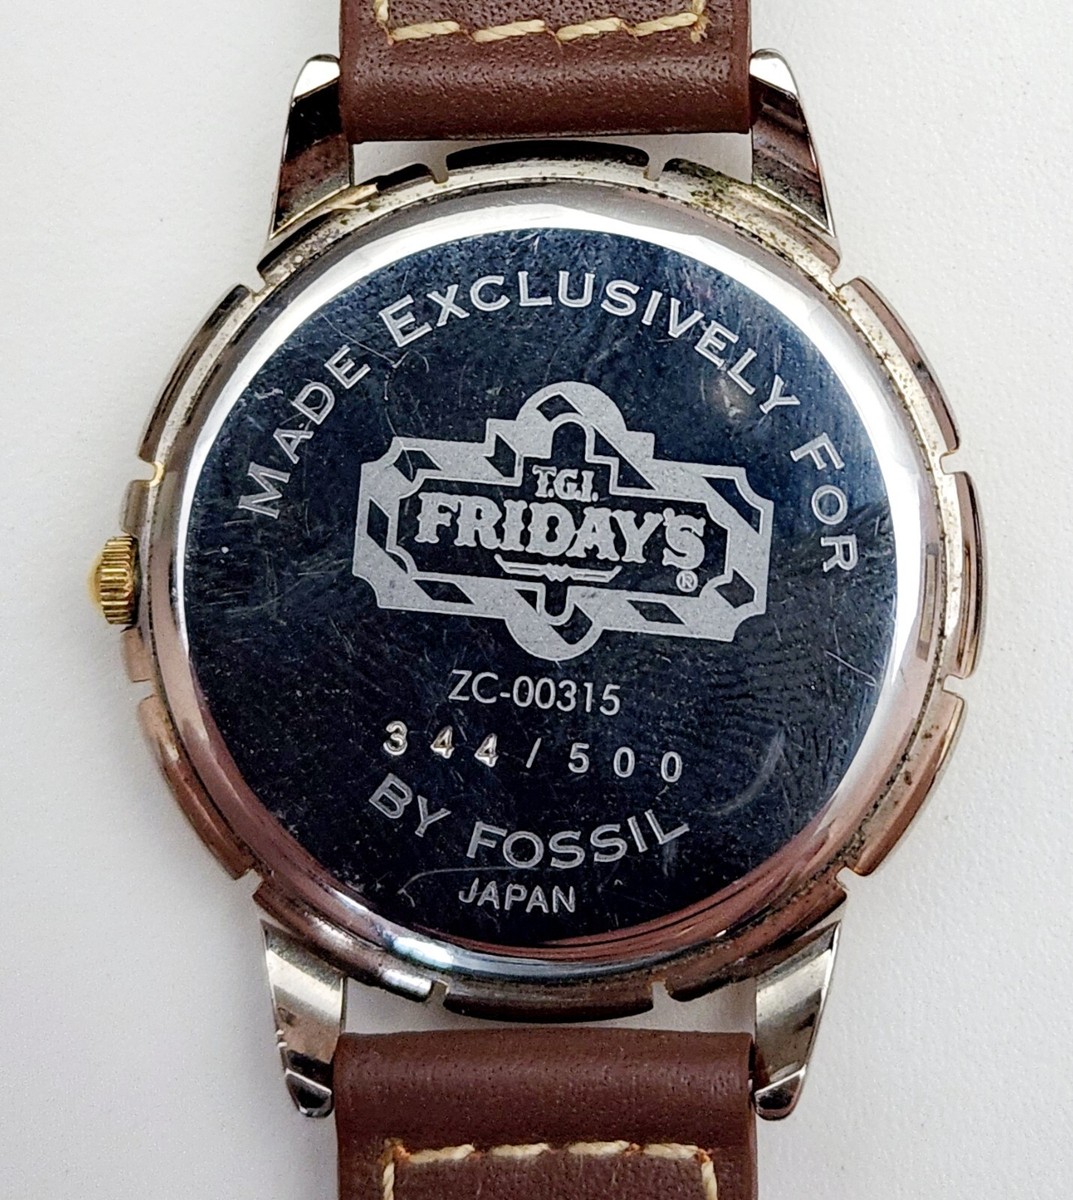 MADE EXCLUSIVELY FOR
T.G.I.
FRIDAY'S
®
ZC-00315
344/500
BY FOSSIL
JAPAN